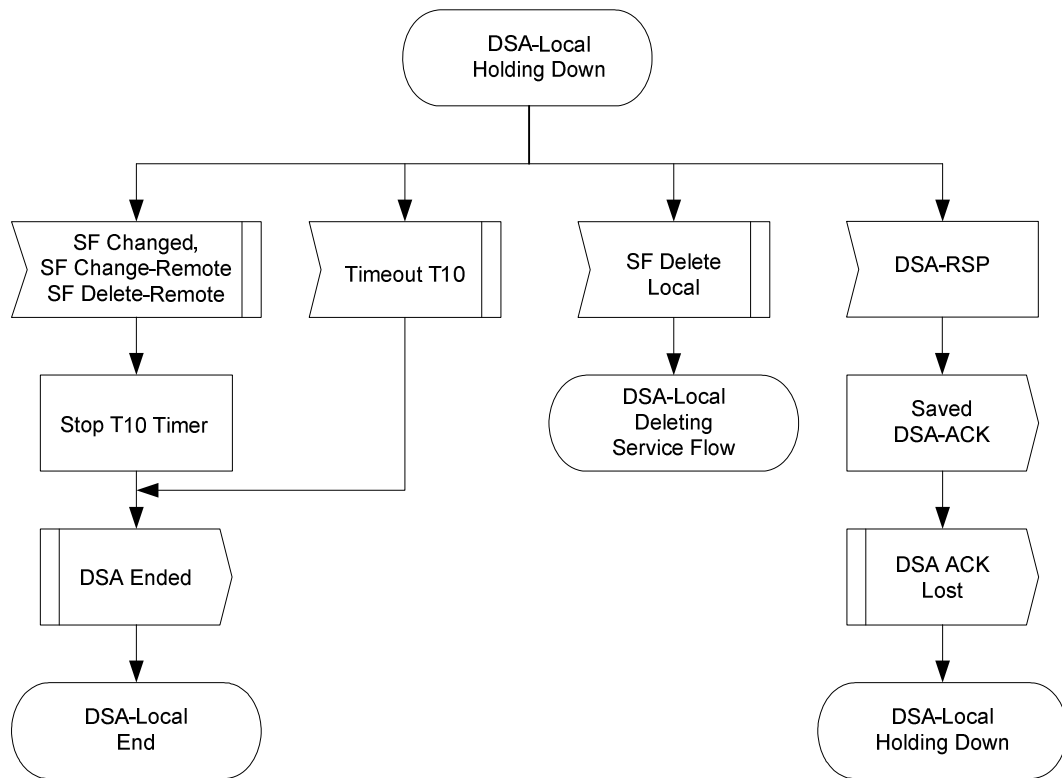 DSA-Local
Holding Down
SF Changed,
SF Change-Remote
SF Delete-Remote
Timeout T10
SF Delete
Local
DSA-RSP
Stop T10 Timer
DSA-Local
Deleting
Service Flow
Saved
DSA-ACK
DSA Ended
DSA ACK
Lost
DSA-Local
End
DSA-Local
Holding Down